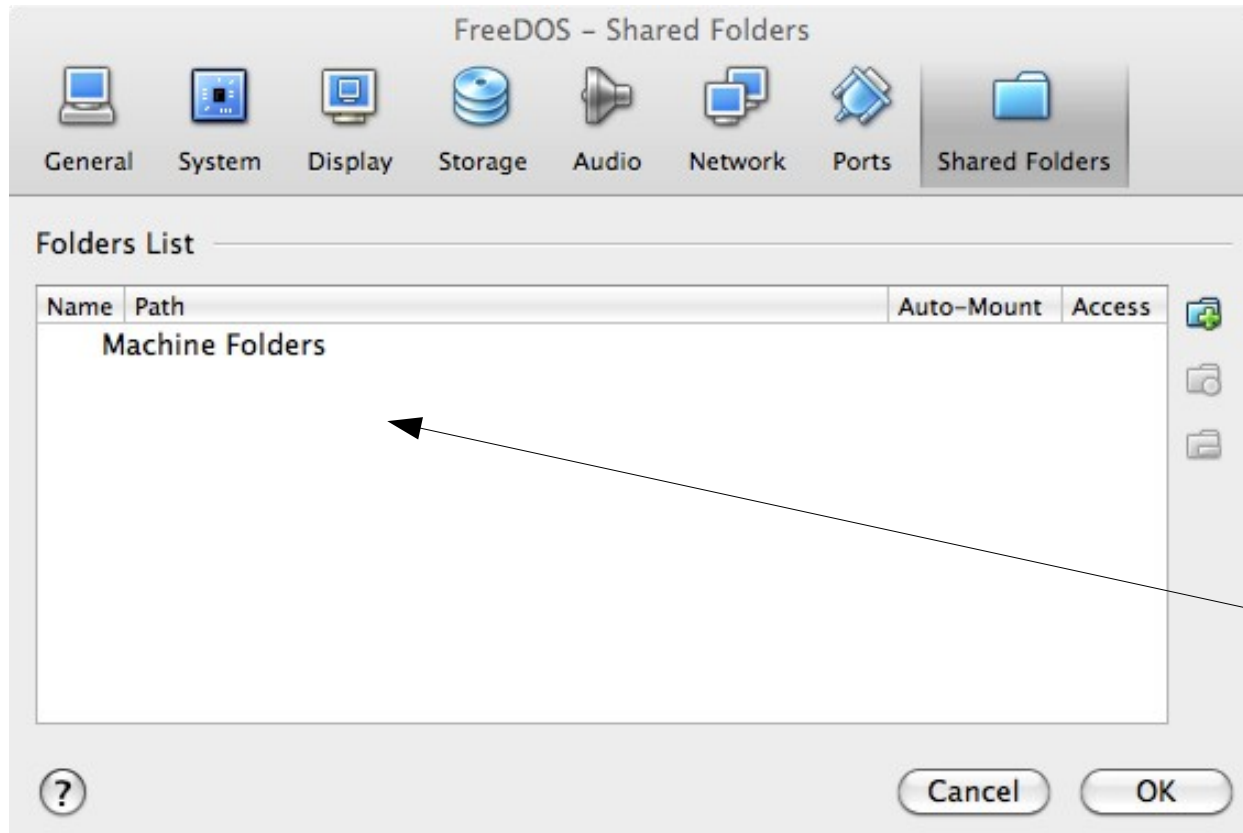 FreeDOS – Shared Folders
General System Display Storage Audio Network Ports Shared Folders
Folders List
Name Path Auto-Mount Access
Machine Folders
? Cancel OK